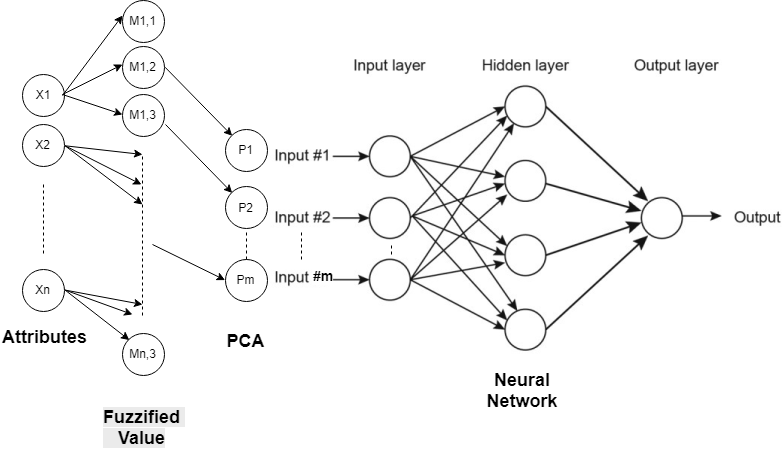 M1,1
M1,2
M1,3
X1
X2
Xn
Mn,3
Attributes
Fuzzified
Value
P1
P2
Pm
PCA
Input layer
Hidden layer
Output layer
Input #1
Input #2
Input #m
Output
Neural
Network